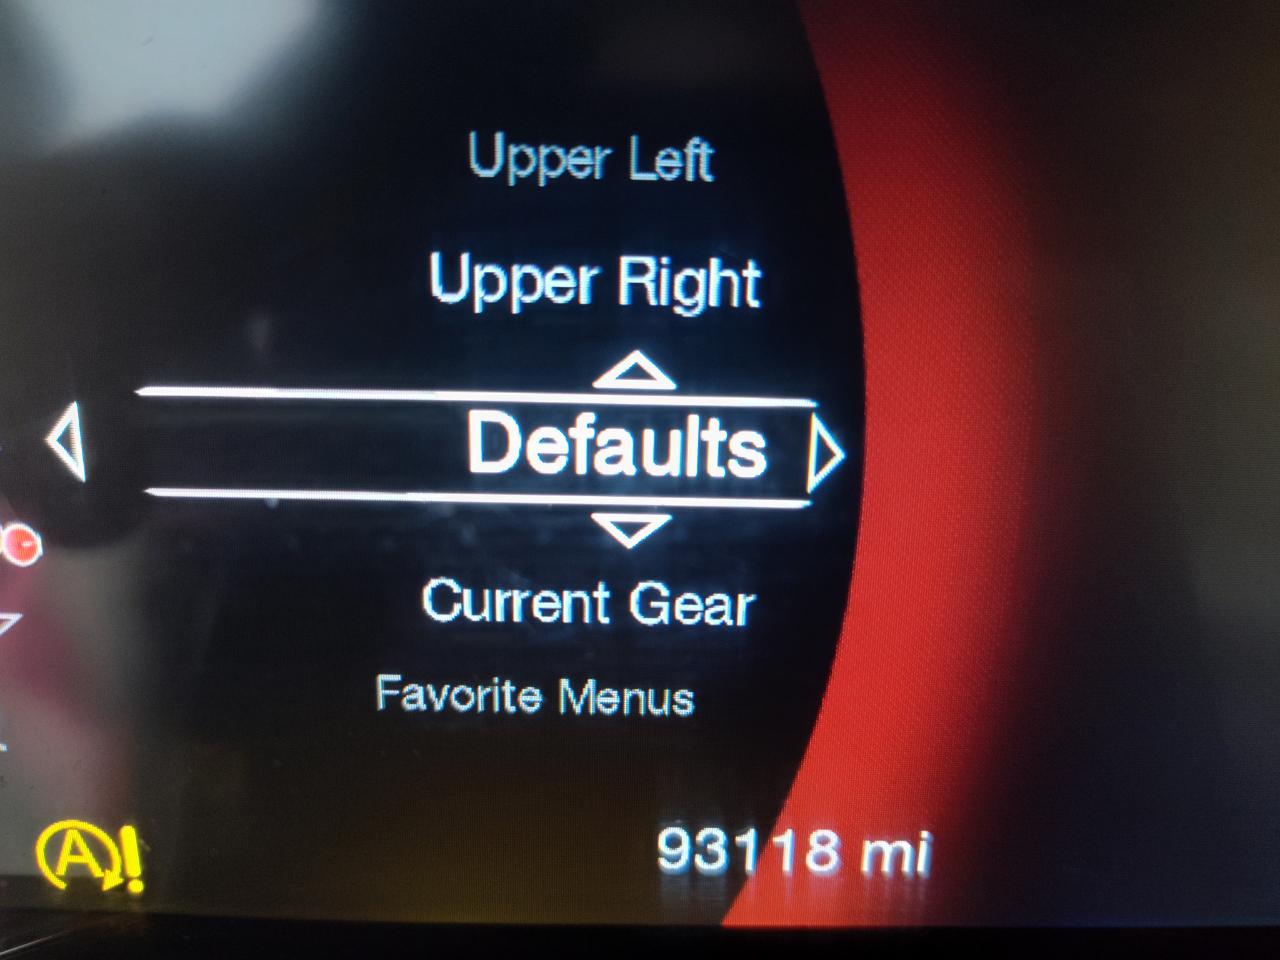 Upper Left
Upper Right
Defaults
Current Gear
Favorite Menus
A!
93118 mi